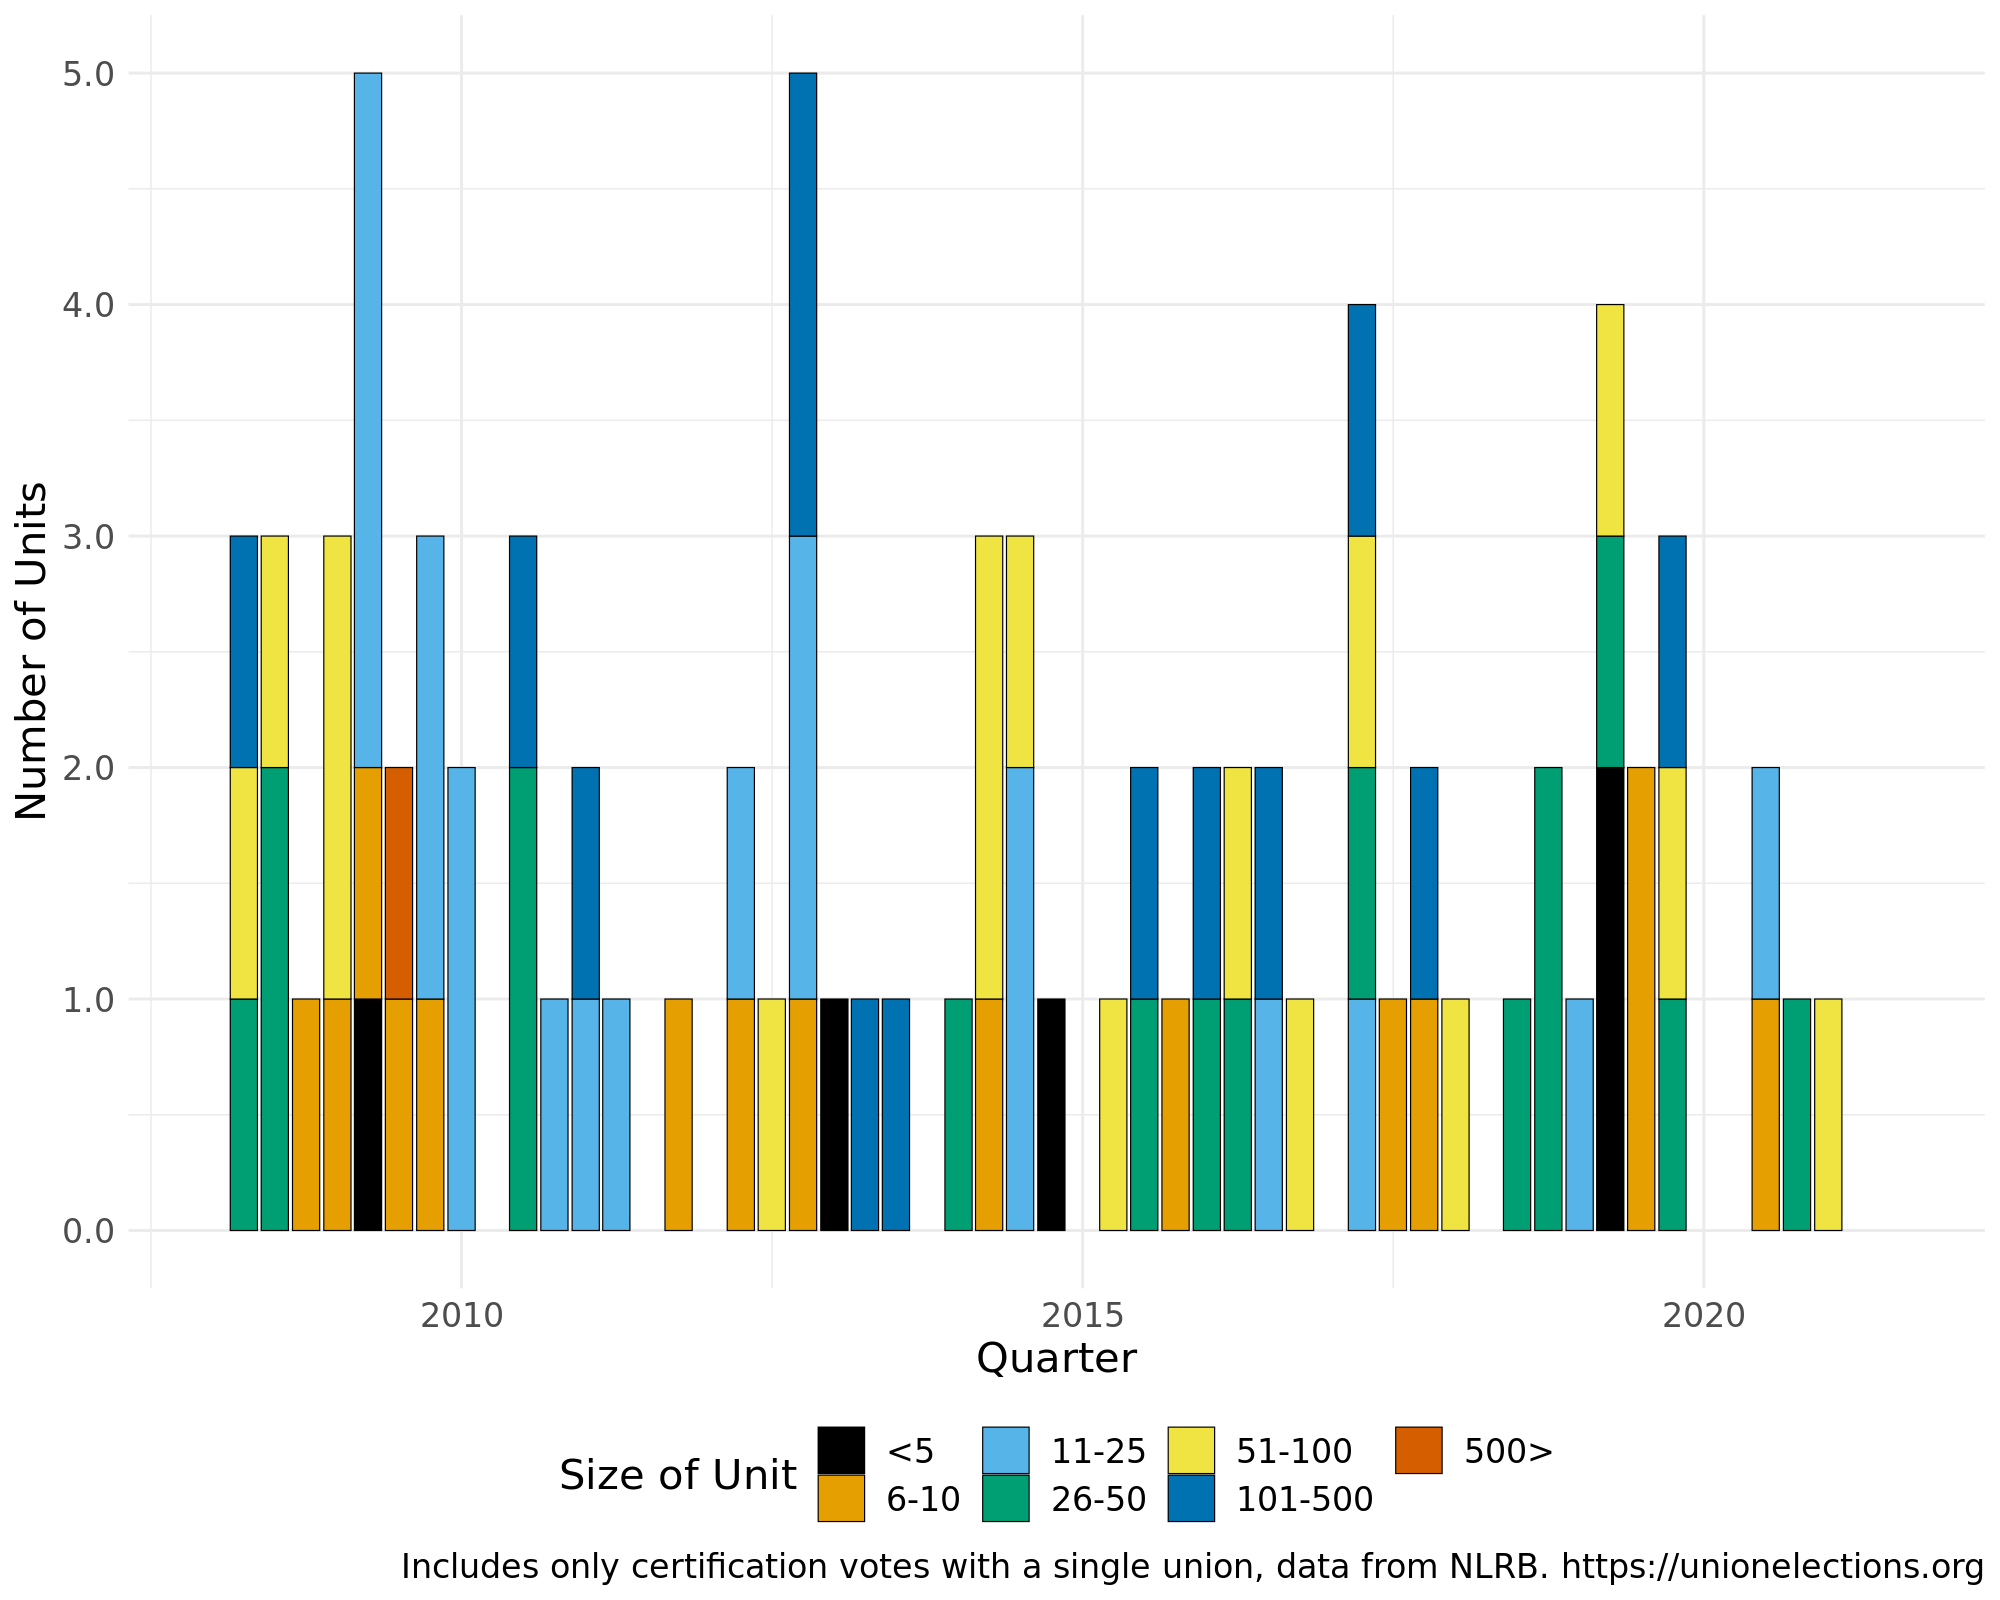 5.0
4.0
3.0
2.0
1.0
0.0
Number of Units
2010 2015 2020
Quarter
Size of Unit
<5 11-25 51-100 500>
6-10 26-50 101-500
Includes only certification votes with a single union, data from NLRB. https://unionelections.org